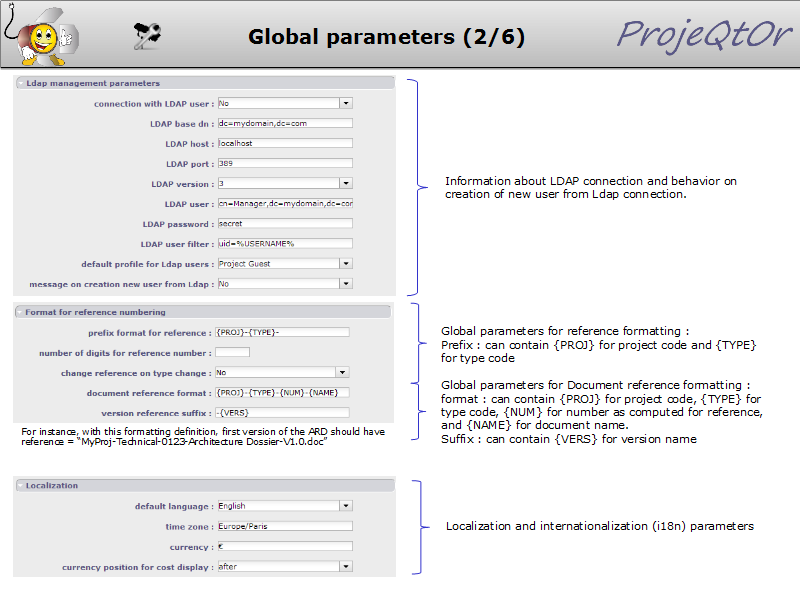 Global parameters (2/6)
ProjeQtOr
Ldap management parameters
connection with LDAP user : No
LDAP base dn : dc=mydomain,dc=com
LDAP host : localhost
LDAP port : 389
LDAP version : 3
LDAP user : cn=Manager,dc=mydomain,dc=cor
LDAP password : secret
LDAP user filter : uid=%USERNAME%
default profile for Ldap users : Project Guest
message on creation new user from Ldap : No
Information about LDAP connection and behavior on
creation of new user from Ldap connection.
Format for reference numbering
prefix format for reference : {PROJ}-{TYPE}-
number of digits for reference number :
change reference on type change : No
document reference format : {PROJ}-{TYPE}-{NUM}-{NAME}
version reference suffix : -{VERS}
For instance, with this formatting definition, first version of the ARD should have
reference = “MyProj-Technical-0123-Architecture Dossier-V1.0.doc”
Global parameters for reference formatting :
Prefix : can contain {PROJ} for project code and {TYPE}
for type code
Global parameters for Document reference formatting :
format : can contain {PROJ} for project code, {TYPE} for
type code, {NUM} for number as computed for reference,
and {NAME} for document name.
Suffix : can contain {VERS} for version name
Localization
default language : English
time zone : Europe/Paris
currency : €
currency position for cost display : after
Localization and internationalization (i18n) parameters